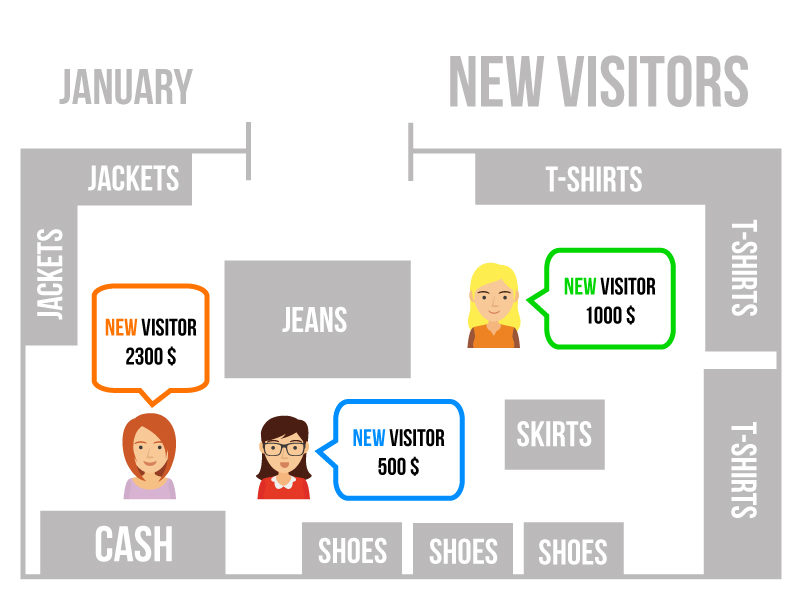 JANUARY
NEW VISITORS
JACKETS
T-SHIRTS
JACKETS
T-SHIRTS
JEANS
NEW VISITOR
1000 $
NEW VISITOR
2300 $
NEW VISITOR
500 $
SKIRTS
T-SHIRTS
CASH
SHOES
SHOES
SHOES